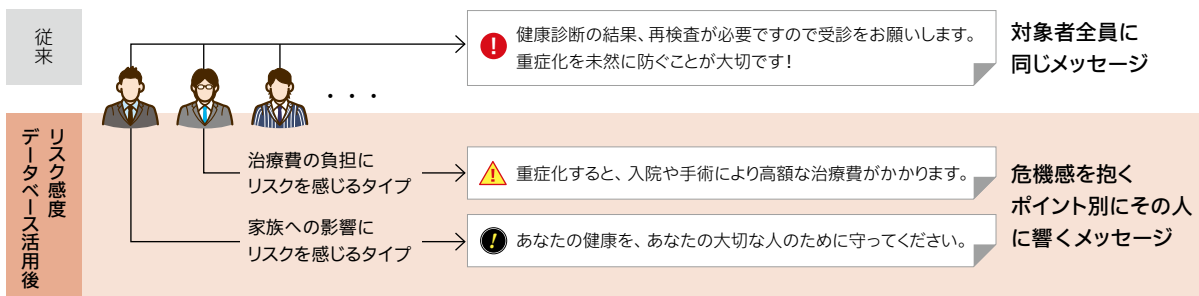 従来
健康診断の結果、再検査が必要ですので受診をお願いします。
重症化を未然に防ぐことが大切です！
対象者全員に
同じメッセージ
・・・
リスク感度
データベース活用後
治療費の負担に
リスクを感じるタイプ
重症化すると、入院や手術により高額な治療費がかかります。
家族への影響に
リスクを感じるタイプ
あなたの健康を、あなたの大切な人のために守ってください。
危機感を抱く
ポイント別にその人
に響くメッセージ